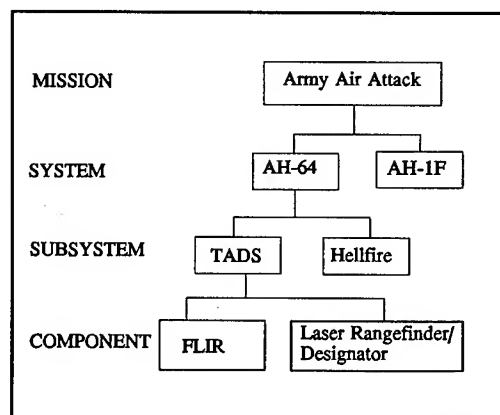 MISSION
Army Air Attack
SYSTEM
AH-64
AH-1F
SUBSYSTEM
TADS
Hellfire
COMPONENT
FLIR
Laser Rangefinder/
Designator